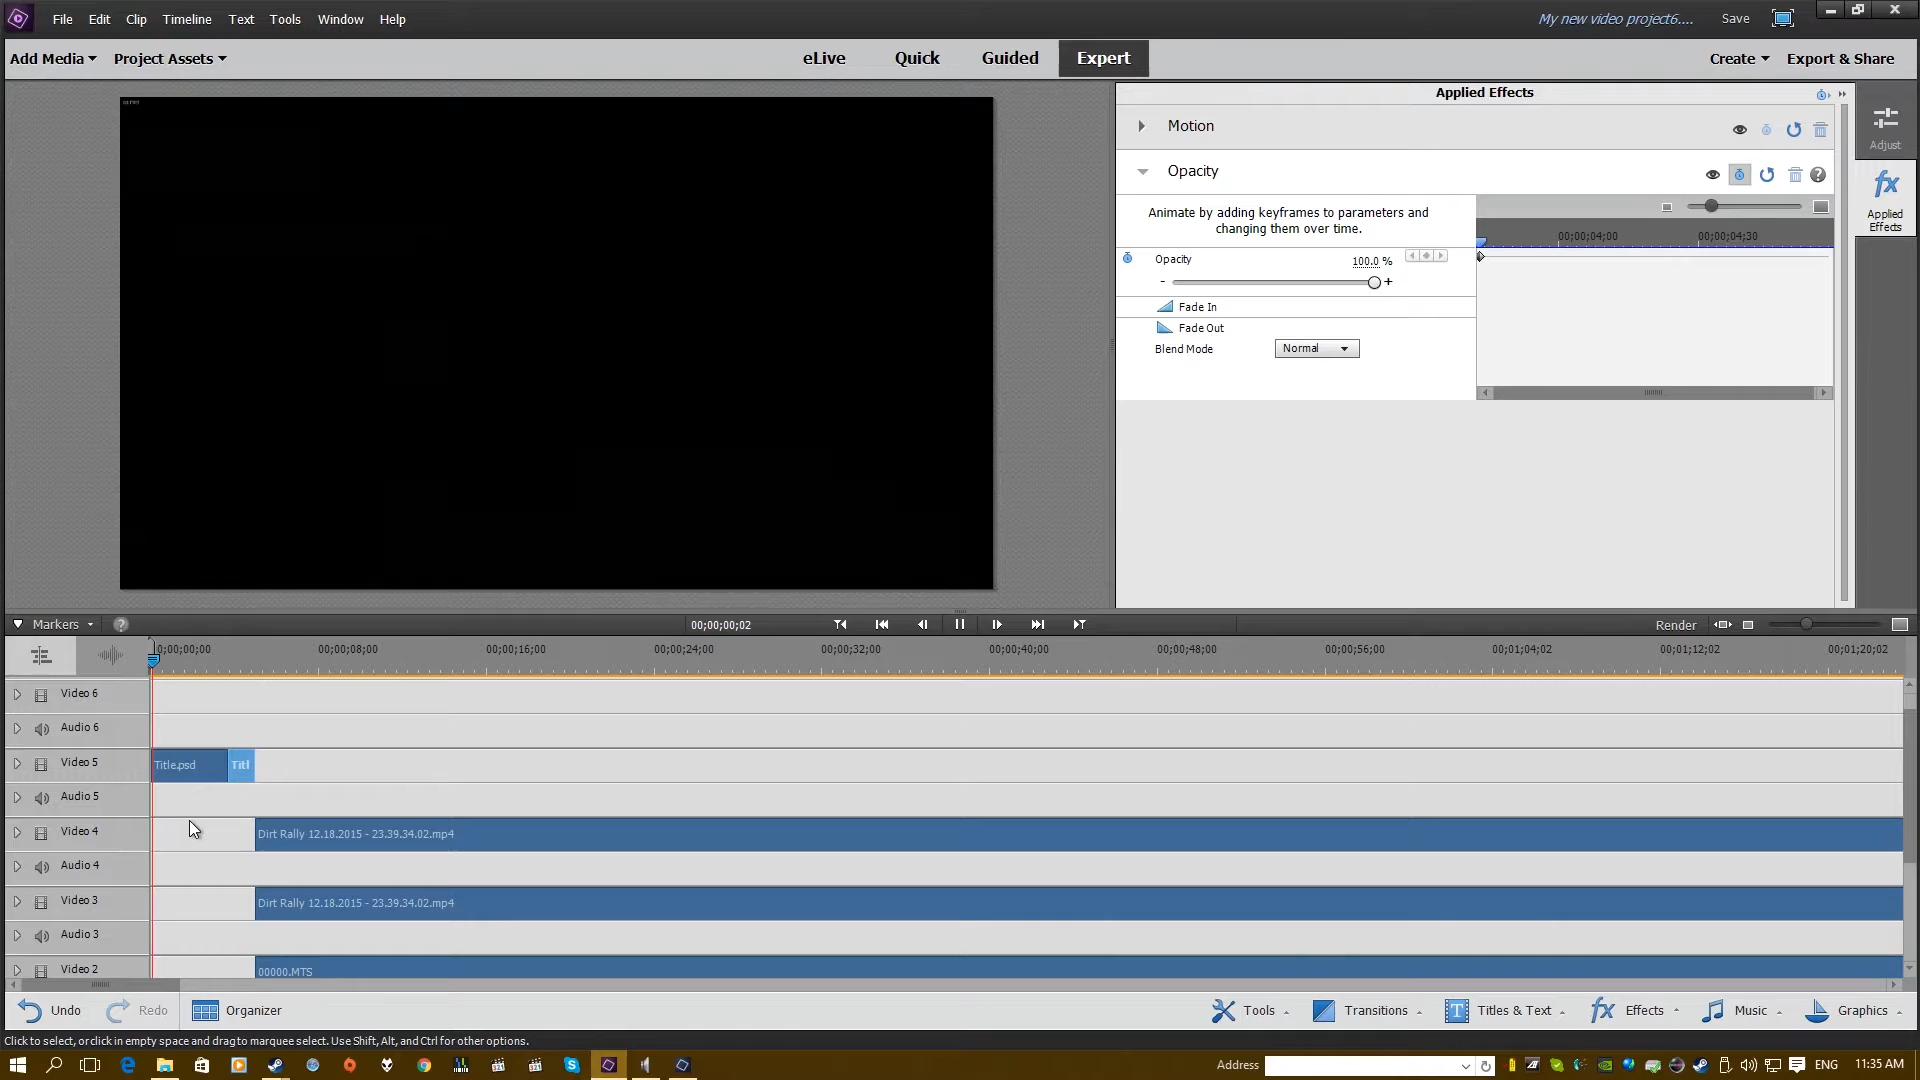 File Edit Clip Timeline Text Tools Window Help
My new video project6.... Save
Add Media Project Assets
eLive Quick Guided Expert
Create Export & Share
Applied Effects
Motion
Opacity
Animate by adding keyframes to parameters and
changing them over time.
00;00;04;00 00;00;04;30
Opacity 100.0 %
- +
Fade In
Fade Out
Blend Mode Normal
Adjust
fx
Applied
Effects
Markers
00;00;00;02
Render
0;00;00;00 00;00;08;00 00;00;16;00 00;00;24;00 00;00;32;00 00;00;40;00 00;00;48;00 00;00;56;00 00;01;04;02 00;01;12;02 00;01;20;02
Video 6
Audio 6
Video 5 Title.psd Titl
Audio 5
Video 4 Dirt Rally 12.18.2015 - 23.39.34.02.mp4
Audio 4
Video 3 Dirt Rally 12.18.2015 - 23.39.34.02.mp4
Audio 3
Video 2 00000.MTS
Undo Redo Organizer
Tools Transitions Titles & Text Effects Music Graphics
Click to select, or click in empty space and drag to marquee select. Use Shift, Alt, and Ctrl for other options.
Address ENG 11:35 AM